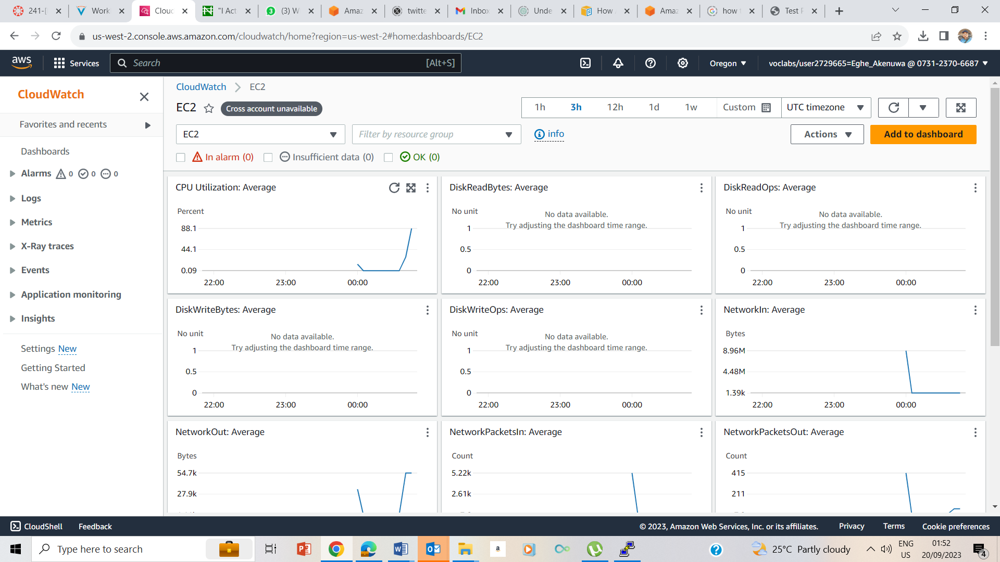 241-[
Work
Clouc
"I Act
(3) W
Amaz
twitte
Inbox
Unde
How
Amaz
how
Test F
us-west-2.console.aws.amazon.com/cloudwatch/home?region=us-west-2#home:dashboards/EC2
aws
Services
Search
[Alt+S]
Oregon
voclabs/user2729665=Eghe_Akenuwa @ 0731-2370-6687
CloudWatch
Favorites and recents
Dashboards
Alarms 0 0 0
Logs
Metrics
X-Ray traces
Events
Application monitoring
Insights
Settings New
Getting Started
What's new New
CloudWatch EC2
EC2 Cross account unavailable
1h 3h 12h 1d 1w Custom UTC timezone
EC2 Filter by resource group info Actions Add to dashboard
In alarm (0) Insufficient data (0) OK (0)
CPU Utilization: Average
Percent
88.1
44.1
0.09
22:00 23:00 00:00
DiskReadBytes: Average
No unit
No data available.
Try adjusting the dashboard time range.
1
0.5
0
22:00 23:00 00:00
DiskReadOps: Average
No unit
No data available.
Try adjusting the dashboard time range.
1
0.5
0
22:00 23:00 00:00
DiskWriteBytes: Average
No unit
No data available.
Try adjusting the dashboard time range.
1
0.5
0
22:00 23:00 00:00
DiskWriteOps: Average
No unit
No data available.
Try adjusting the dashboard time range.
1
0.5
0
22:00 23:00 00:00
NetworkIn: Average
Bytes
8.96M
4.48M
1.39k
22:00 23:00 00:00
NetworkOut: Average
Bytes
54.7k
27.9k
NetworkPacketsIn: Average
Count
5.22k
2.61k
NetworkPacketsOut: Average
Count
415
211
CloudShell Feedback © 2023, Amazon Web Services, Inc. or its affiliates. Privacy Terms Cookie preferences
Type here to search
a
25°C Partly cloudy
ENG
US
01:52
20/09/2023
4